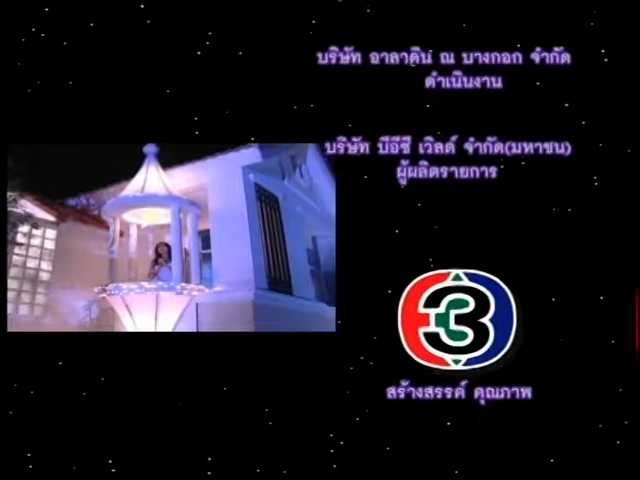 บริษัท อาลาดิน ณ บางกอก จำกัด
ดำเนินงาน
บริษัท บีอีซี เวิลด์ จำกัด(มหาชน)
ผู้ผลิตรายการ
3
สร้างสรรค์ คุณภาพ